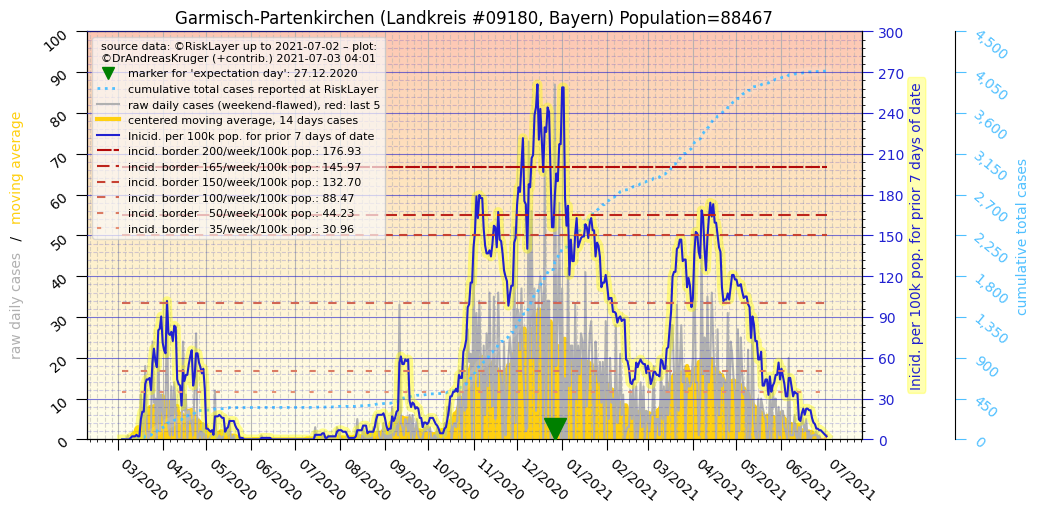 Garmisch-Partenkirchen (Landkreis #09180, Bayern) Population=88467
source data: ©RiskLayer up to 2021-07-02 – plot:
©DrAndreasKruger (+contrib.) 2021-07-03 04:01
marker for 'expectation day': 27.12.2020
cumulative total cases reported at RiskLayer
raw daily cases (weekend-flawed), red: last 5
centered moving average, 14 days cases
Inicid. per 100k pop. for prior 7 days of date
incid. border 200/week/100k pop.: 176.93
incid. border 165/week/100k pop.: 145.97
incid. border 150/week/100k pop.: 132.70
incid. border 100/week/100k pop.: 88.47
incid. border 50/week/100k pop.: 44.23
incid. border 35/week/100k pop.: 30.96
raw daily cases / moving average
100
90
80
70
60
50
40
30
20
10
0
03/2020
04/2020
05/2020
06/2020
07/2020
08/2020
09/2020
10/2020
11/2020
12/2020
01/2021
02/2021
03/2021
04/2021
05/2021
06/2021
07/2021
300
270
240
210
180
150
120
90
60
30
0
Inicid. per 100k pop. for prior 7 days of date
4,500
4,050
3,600
3,150
2,700
2,250
1,800
1,350
900
450
0
cumulative total cases